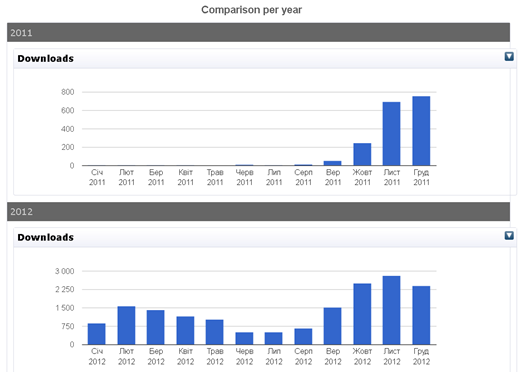 Comparison per year
2011
Downloads
800
600
400
200
0
Січ Лют Бер Квіт Трав Черв Лип Серп Вер Жовт Лист Груд
2011 2011 2011 2011 2011 2011 2011 2011 2011 2011 2011 2011
2012
Downloads
3 000
2 250
1 500
750
0
Січ Лют Бер Квіт Трав Черв Лип Серп Вер Жовт Лист Груд
2012 2012 2012 2012 2012 2012 2012 2012 2012 2012 2012 2012